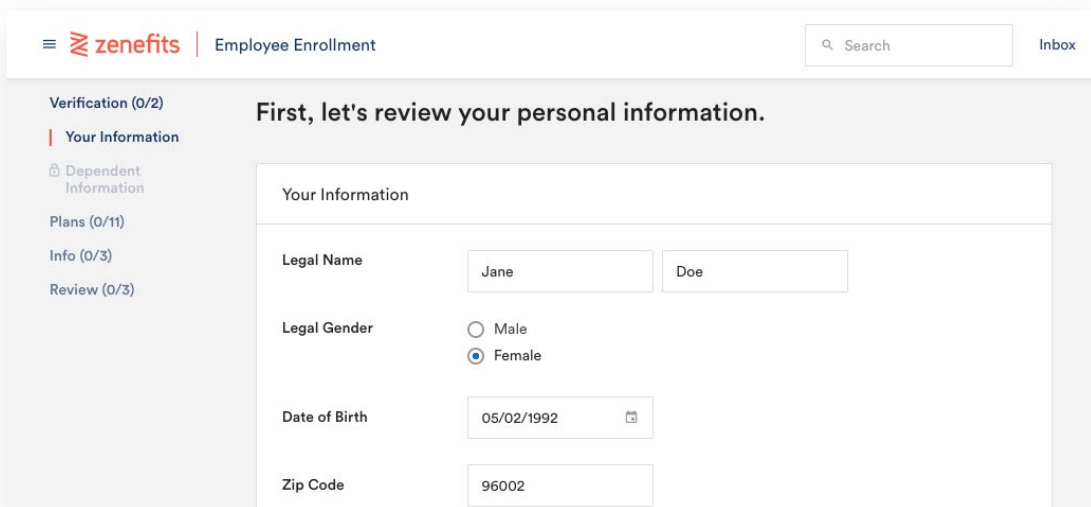 zenefits Employee Enrollment Search Inbox
Verification (0/2)
Your Information
Dependent
Information
Plans (0/11)
Info (0/3)
Review (0/3)
First, let's review your personal information.
Your Information
Legal Name Jane Doe
Legal Gender Male
Female
Date of Birth 05/02/1992
Zip Code 96002